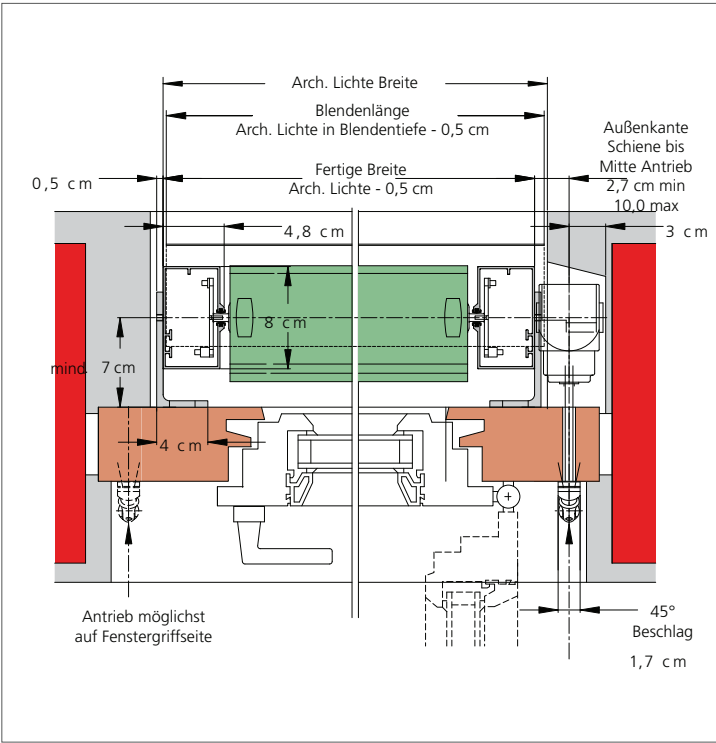 Arch. Lichte Breite
Blendenlänge
Arch. Lichte in Blendentiefe - 0,5 cm
Fertige Breite
Arch. Lichte - 0,5 cm
Außenkante
Schiene bis
Mitte Antrieb
2,7 cm min
10,0 max
0,5 cm
4,8 cm
3 cm
8 cm
mind. 7cm
4 cm
Antrieb möglichst
auf Fenstergriffseite
45°
Beschlag
1,7 cm